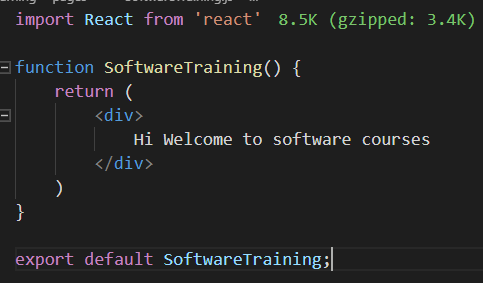 import React from 'react' 8.5K (gzipped: 3.4K)
function SoftwareTraining() {
return (
<div>
Hi Welcome to software courses
</div>
)
}
export default SoftwareTraining;